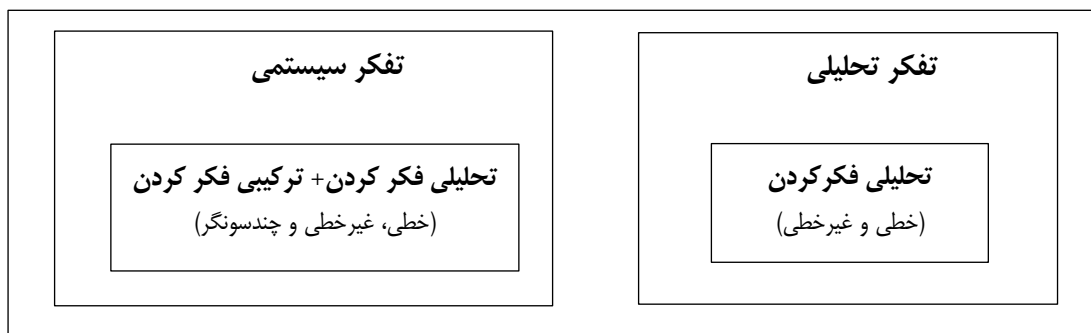 تفکر تحلیلی
تحلیلی فکرکردن
(خطی و غیرخطی)
تفکر سیستمی
تحلیلی فکر کردن+ ترکیبی فکر کردن
(خطی، غیرخطی و چندسونگر)